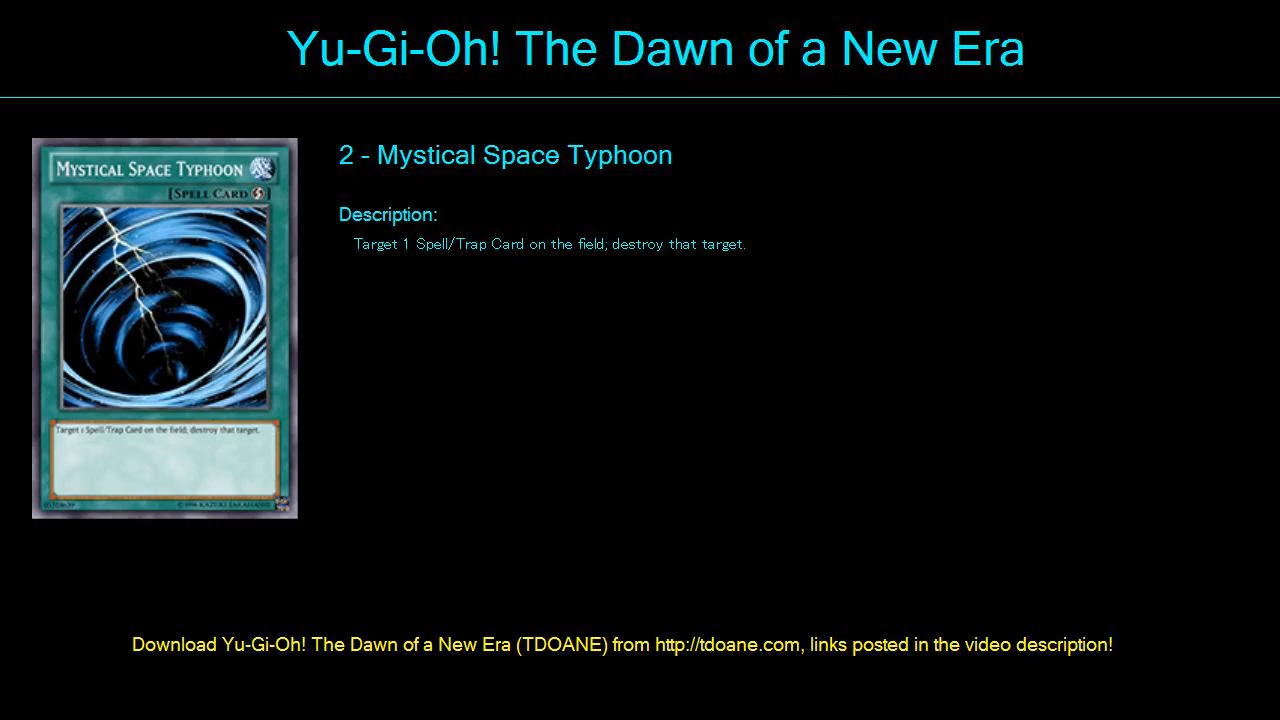 Yu-Gi-Oh! The Dawn of a New Era
MYSTICAL SPACE TYPHOON
[SPELL CARD]
Target 1 Spell/Trap Card on the field; destroy that target.
©1996 KAZUKI TAKAHASHI
2 - Mystical Space Typhoon
Description:
Target 1 Spell/Trap Card on the field; destroy that target.
Download Yu-Gi-Oh! The Dawn of a New Era (TDOANE) from http://tdoane.com, links posted in the video description!